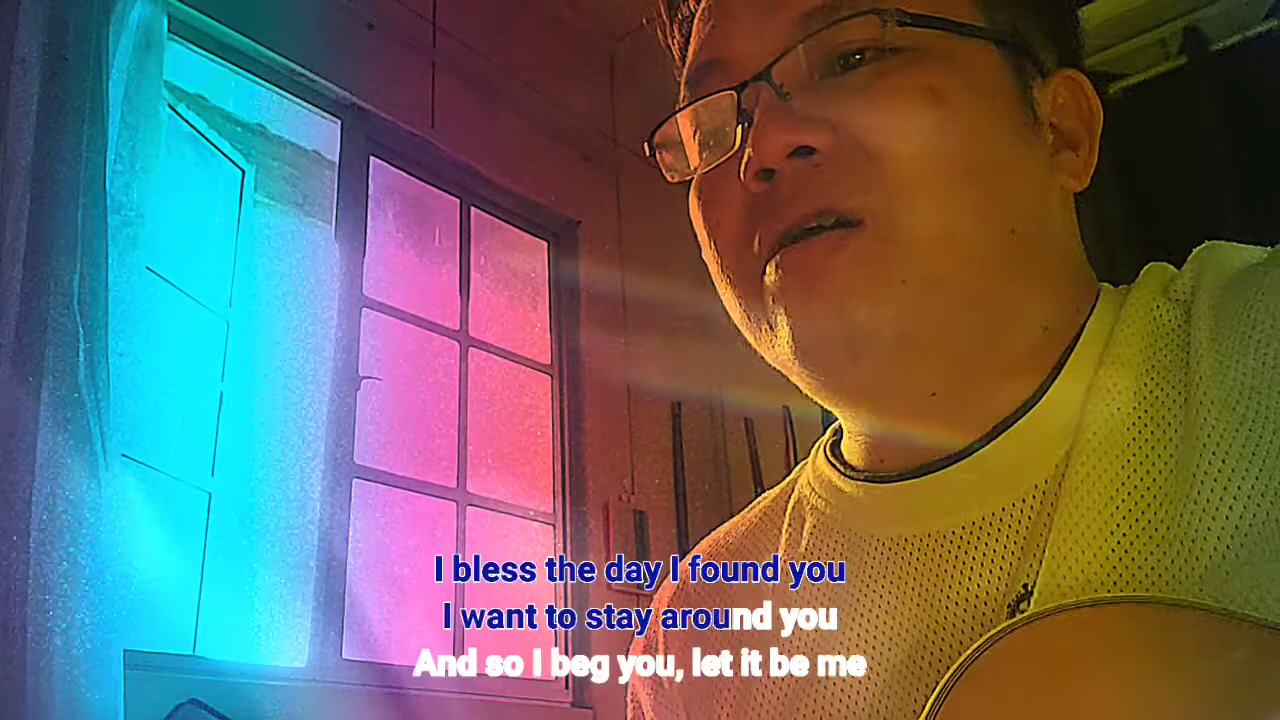 I bless the day I found you
I want to stay around you
And so I beg you, let it be me